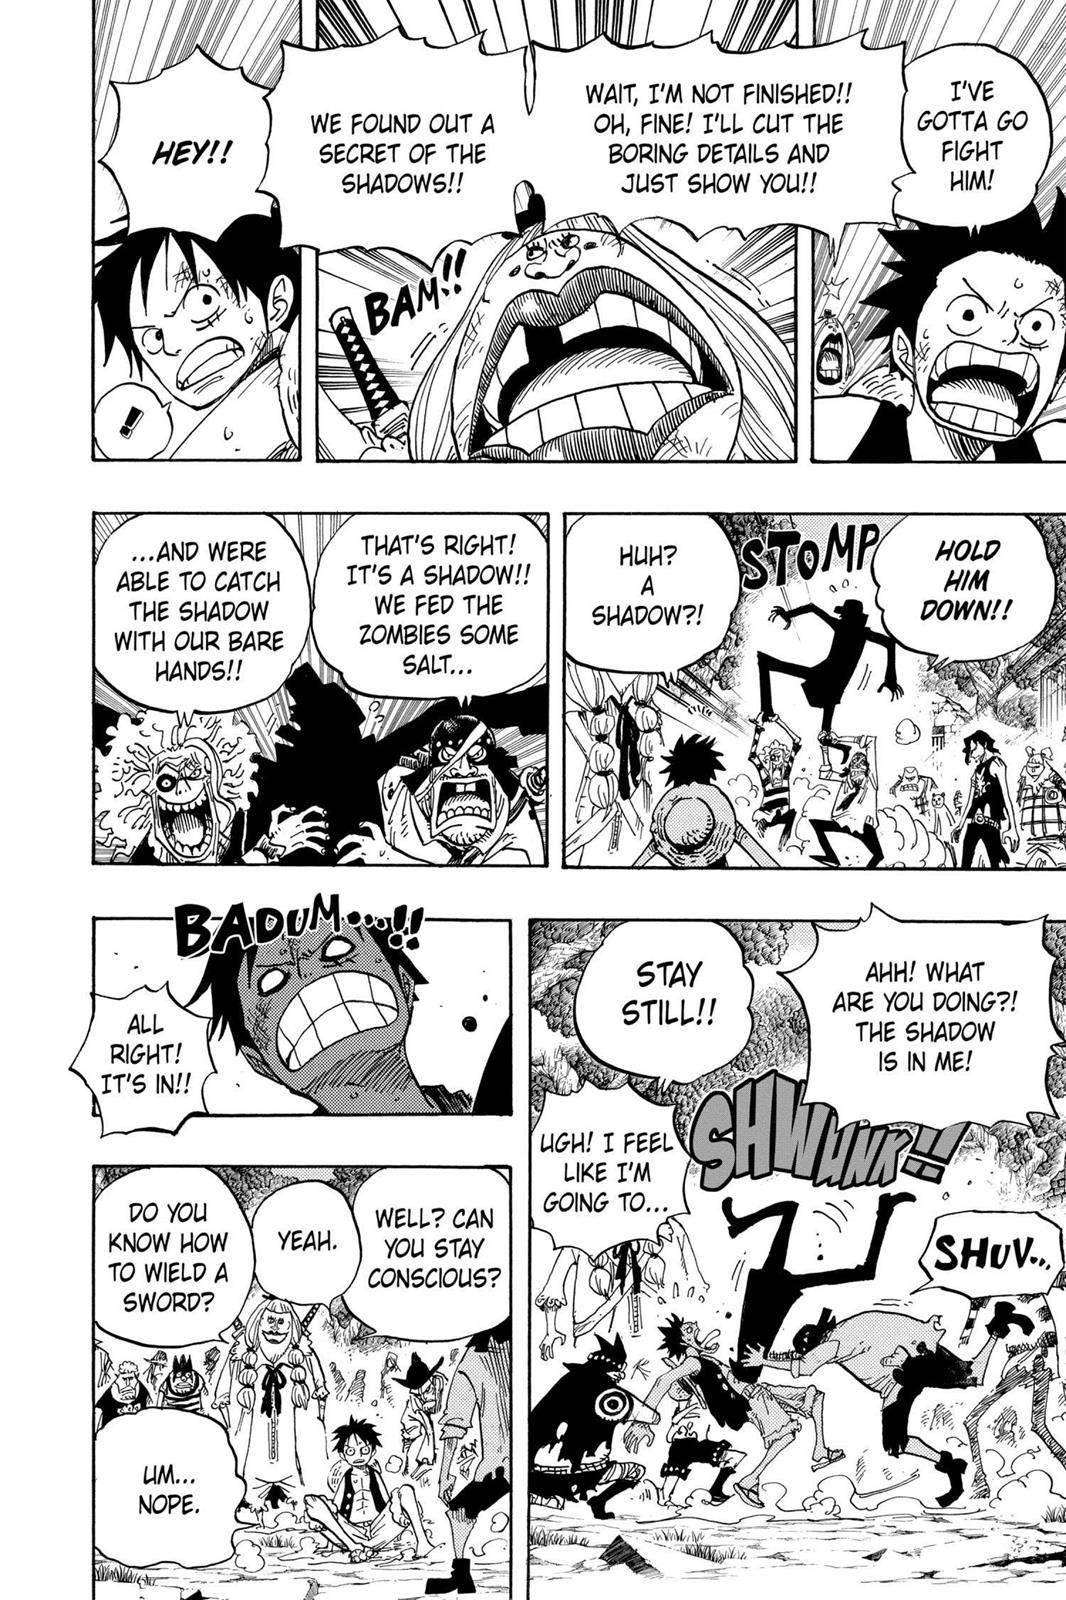 I'VE
GOTTA GO
FIGHT
HIM!
WAIT, I'M NOT FINISHED!!
OH, FINE! I'LL CUT THE
BORING DETAILS AND
JUST SHOW YOU!!
WE FOUND OUT A
SECRET OF THE
SHADOWS!!
BAM!!
HEY!!
!
HOLD
HIM
DOWN!!
STOMP
HUH?
A
SHADOW?!
THAT'S RIGHT!
IT'S A SHADOW!!
WE FED THE
ZOMBIES SOME
SALT...
...AND WERE
ABLE TO CATCH
THE SHADOW
WITH OUR BARE
HANDS!!
AHH! WHAT
ARE YOU DOING?!
THE SHADOW
IS IN ME!
STAY
STILL!!
SHWUNK!!
SHUV...
UGH! I FEEL
LIKE I'M
GOING TO...
BADUM...!!
ALL
RIGHT!
IT'S IN!!
WELL? CAN
YOU STAY
CONSCIOUS?
YEAH.
DO YOU
KNOW HOW
TO WIELD A
SWORD?
UM...
NOPE.